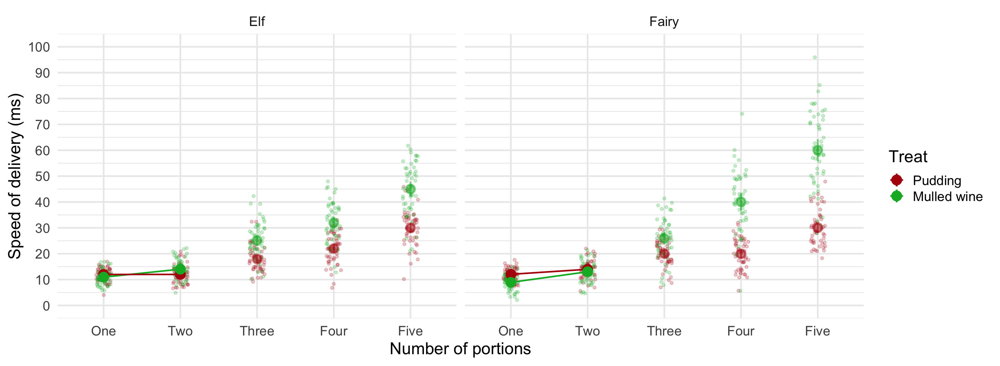 Elf
Fairy
100
90
80
70
60
50
40
30
20
10
0
Speed of delivery (ms)
One Two Three Four Five
One Two Three Four Five
Number of portions
Treat
Pudding
Mulled wine